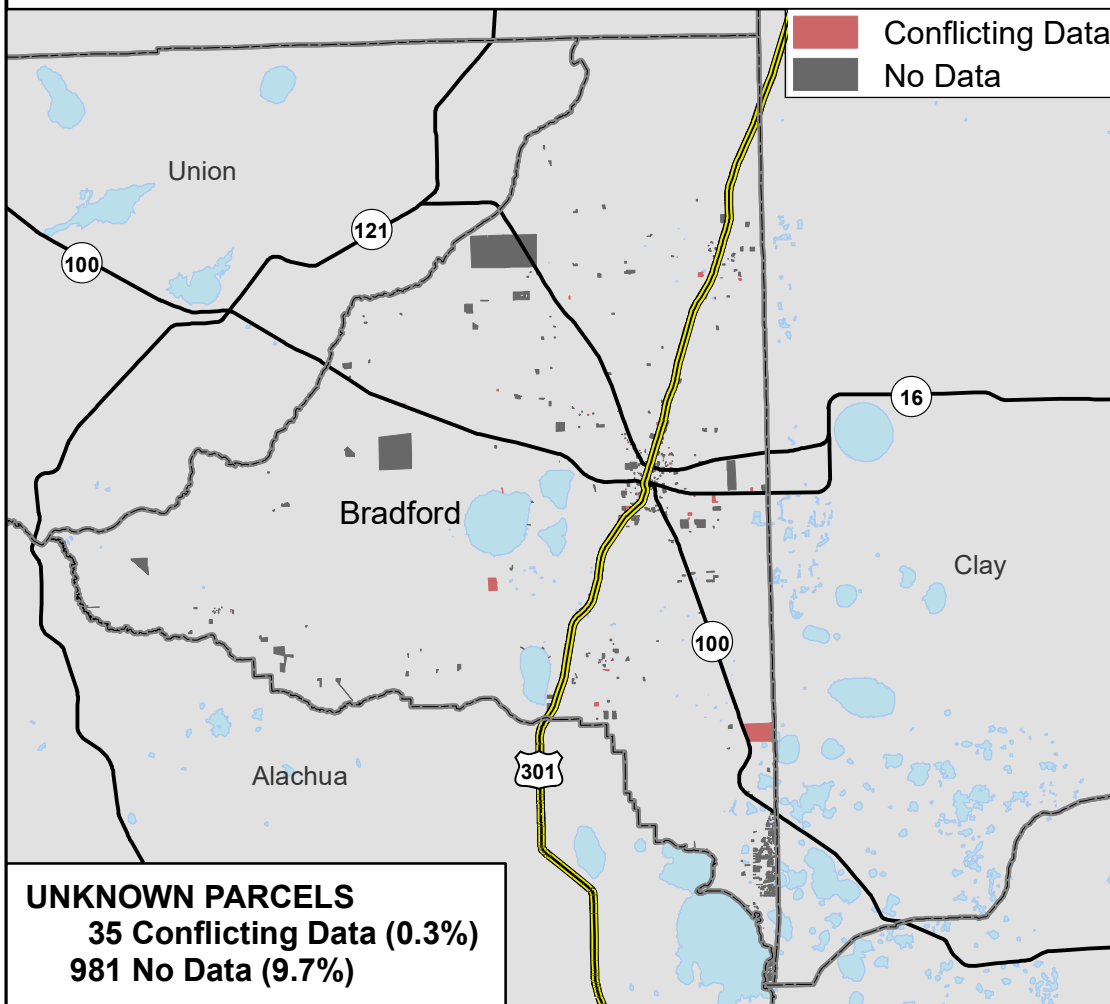 Conflicting Data
No Data
Union
121
100
16
Bradford
Clay
100
301
Alachua
UNKNOWN PARCELS
35 Conflicting Data (0.3%)
981 No Data (9.7%)